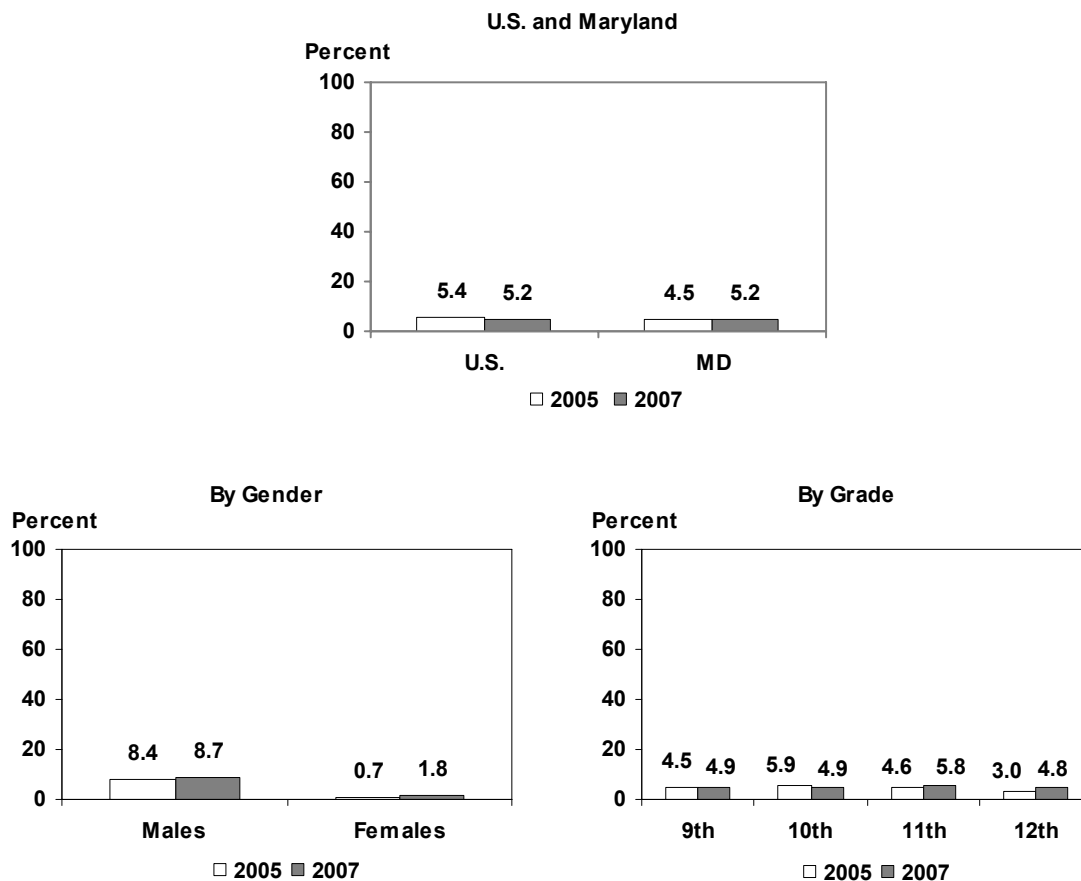 U.S. and Maryland
Percent
100
80
60
40
20
0
5.4 5.2 4.5 5.2
U.S. MD
2005 2007
By Gender
Percent
100
80
60
40
20
0
8.4 8.7 0.7 1.8
Males Females
2005 2007
By Grade
Percent
100
80
60
40
20
0
4.5 4.9 5.9 4.9 4.6 5.8 3.0 4.8
9th 10th 11th 12th
2005 2007